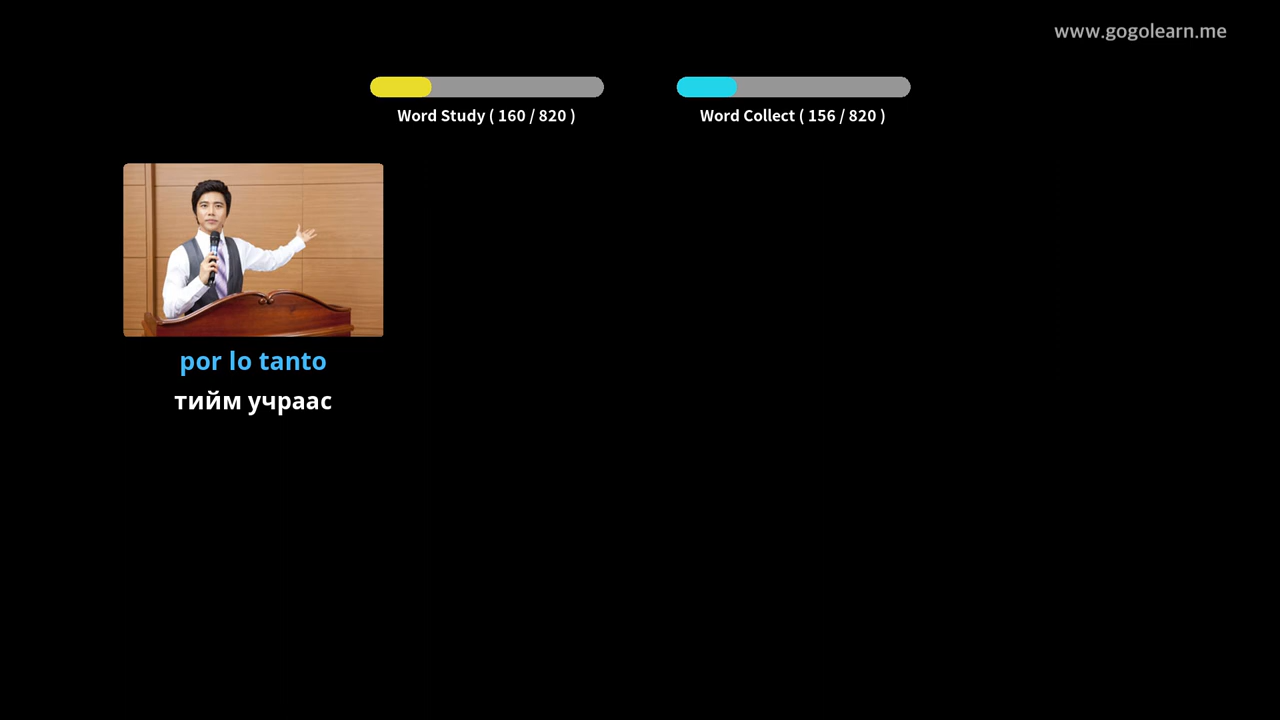 www.gogolearn.me
Word Study ( 160 / 820 )
Word Collect ( 156 / 820 )
por lo tanto
тийм учраас